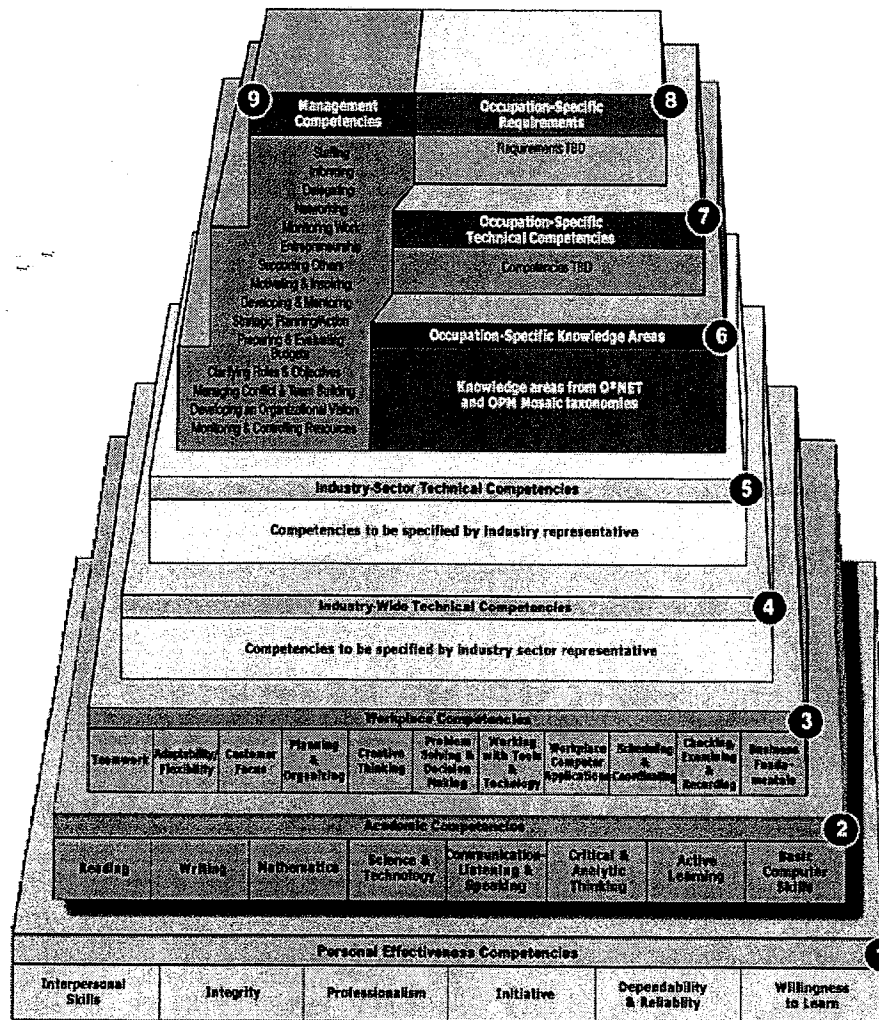 9
Management
Competencies
Staffing
Informing
Delegating
Networking
Monitoring Work
Entrepreneurship
Supporting Others
Motivating & Inspiring
Developing & Mentoring
Strategic Planning/Action
Preparing & Evaluating
Budgets
Clarifying Roles & Objectives
Managing Conflict & Team Building
Developing an Organizational Vision
Monitoring & Controlling Resources
Occupation-Specific
Requirements
8
Requirements TBD
Occupation-Specific
Technical Competencies
7
Competencies TBD
Occupation-Specific Knowledge Areas
6
Knowledge areas from O*NET
and OPM Mosaic taxonomies
Industry-Sector Technical Competencies
5
Competencies to be specified by industry representative
Industry-Wide Technical Competencies
4
Competencies to be specified by industry sector representative
Workplace Competencies
3
Teamwork
Adaptability/
Flexibility
Customer
Focus
Planning
&
Organizing
Creative
Thinking
Problem
Solving &
Decision
Making
Working
with Tools
&
Technology
Workplace
Computer
Applications
Scheduling
&
Coordinating
Checking,
Examining
&
Recording
Business
Funda-
mentals
Academic Competencies
2
Reading
Writing
Mathematics
Science &
Technology
Communication-
Listening &
Speaking
Critical &
Analytic
Thinking
Active
Learning
Basic
Computer
Skills
Personal Effectiveness Competencies
Interpersonal
Skills
Integrity
Professionalism
Initiative
Dependability
& Reliability
Willingness
to Learn